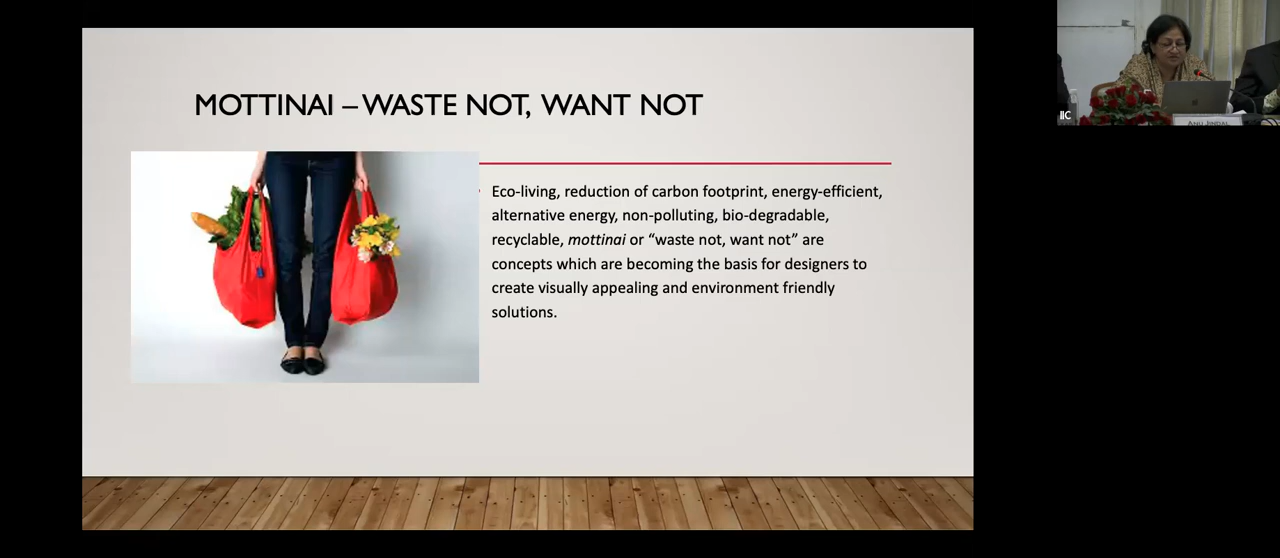 MOTTINAI – WASTE NOT, WANT NOT
• Eco-living, reduction of carbon footprint, energy-efficient,
alternative energy, non-polluting, bio-degradable,
recyclable, mottinai or “waste not, want not” are
concepts which are becoming the basis for designers to
create visually appealing and environment friendly
solutions.
IIC
ANU JINDAL